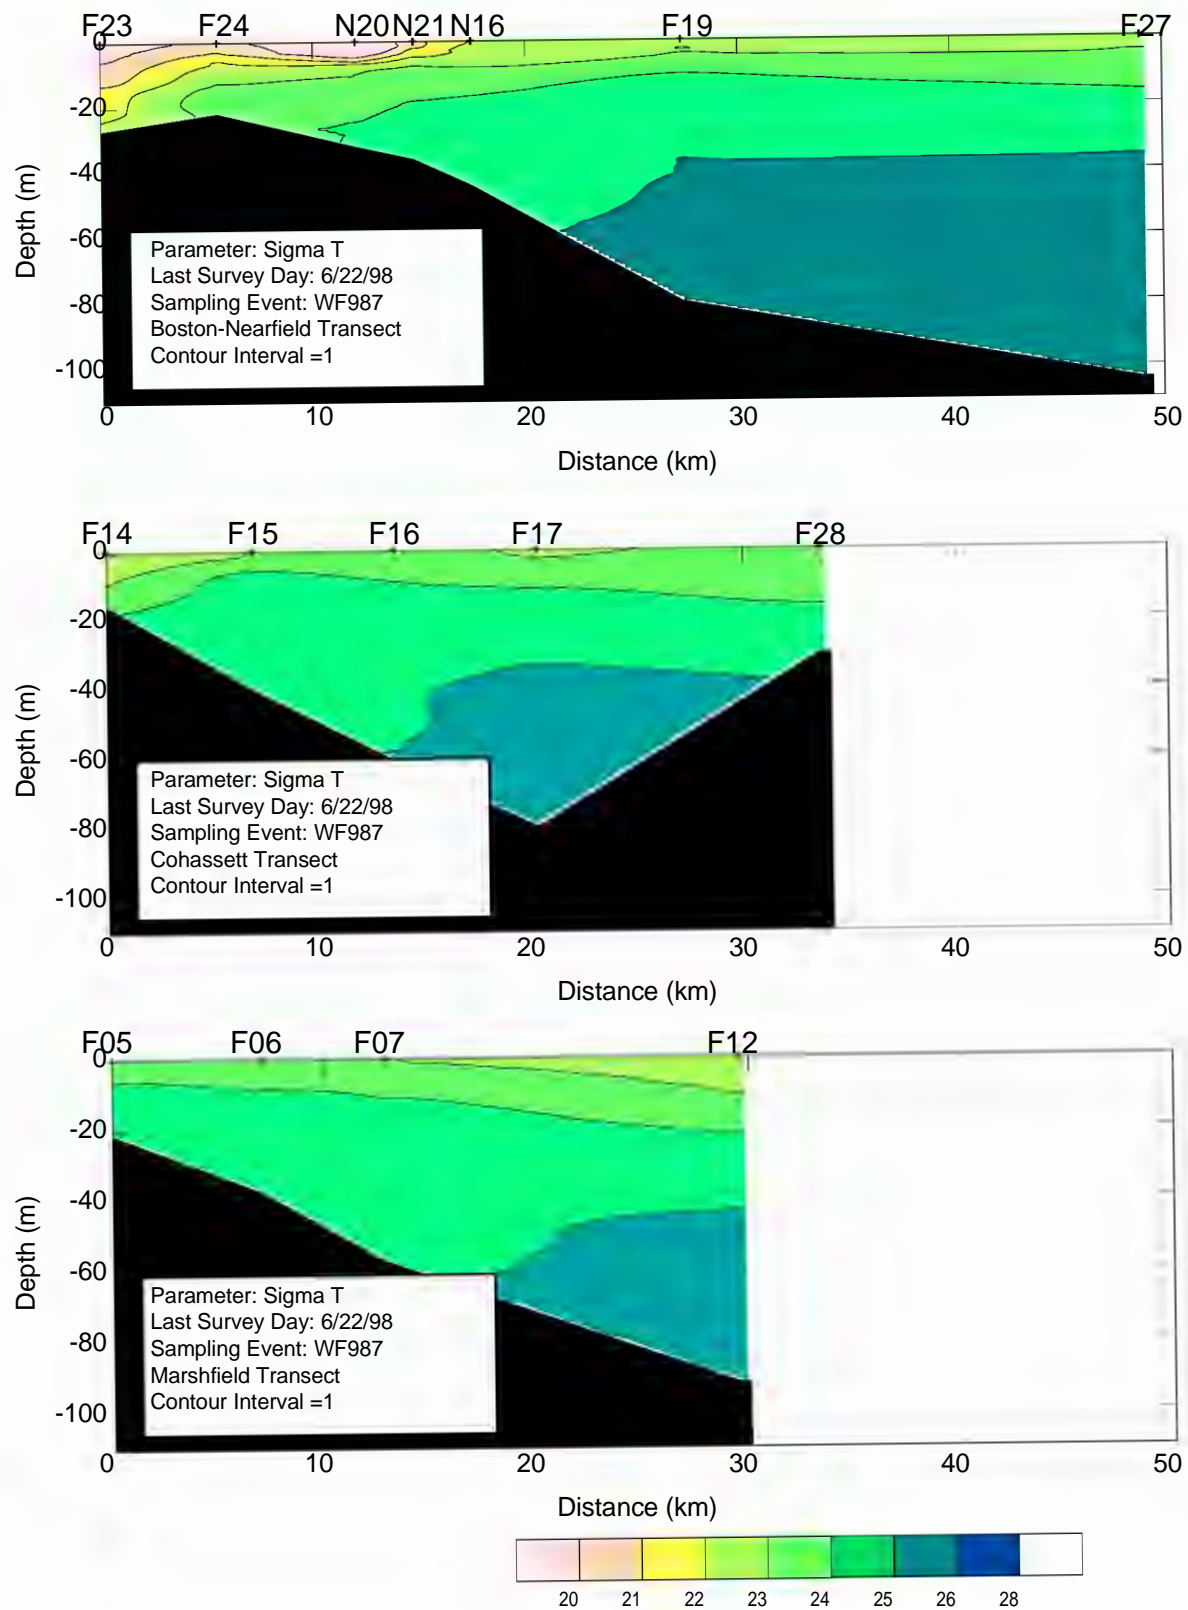 F23 F24 N20 N21 N16 F19 F27
0
-20
-40
-60
-80
-100
Depth (m)
Parameter: Sigma T
Last Survey Day: 6/22/98
Sampling Event: WF987
Boston-Nearfield Transect
Contour Interval =1
0 10 20 30 40 50
Distance (km)
F14 F15 F16 F17 F28
0
-20
-40
-60
-80
-100
Depth (m)
Parameter: Sigma T
Last Survey Day: 6/22/98
Sampling Event: WF987
Cohassett Transect
Contour Interval =1
0 10 20 30 40 50
Distance (km)
F05 F06 F07 F12
0
-20
-40
-60
-80
-100
Depth (m)
Parameter: Sigma T
Last Survey Day: 6/22/98
Sampling Event: WF987
Marshfield Transect
Contour Interval =1
0 10 20 30 40 50
Distance (km)
20 21 22 23 24 25 26 28